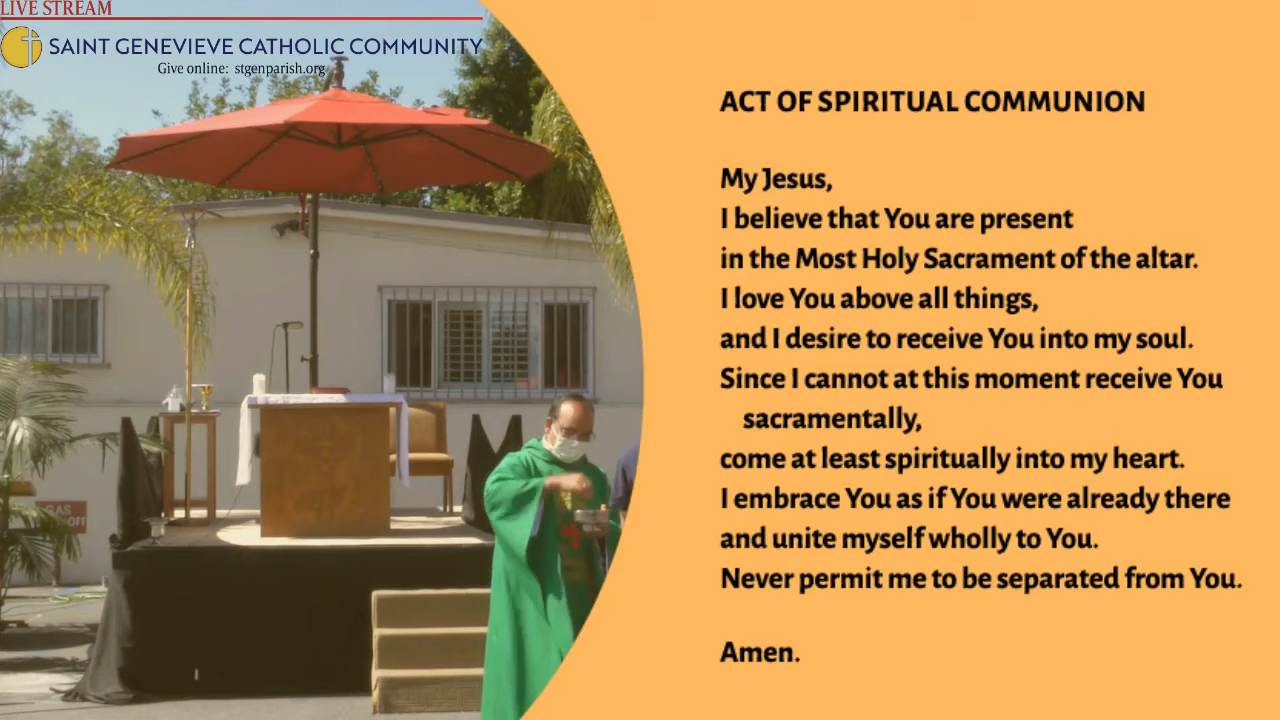 LIVE STREAM
SAINT GENEVIEVE CATHOLIC COMMUNITY
Give online: stgenparish.org
GAS
OFF
ACT OF SPIRITUAL COMMUNION
My Jesus,
I believe that You are present
in the Most Holy Sacrament of the altar.
I love You above all things,
and I desire to receive You into my soul.
Since I cannot at this moment receive You
sacramentally,
come at least spiritually into my heart.
I embrace You as if You were already there
and unite myself wholly to You.
Never permit me to be separated from You.
Amen.